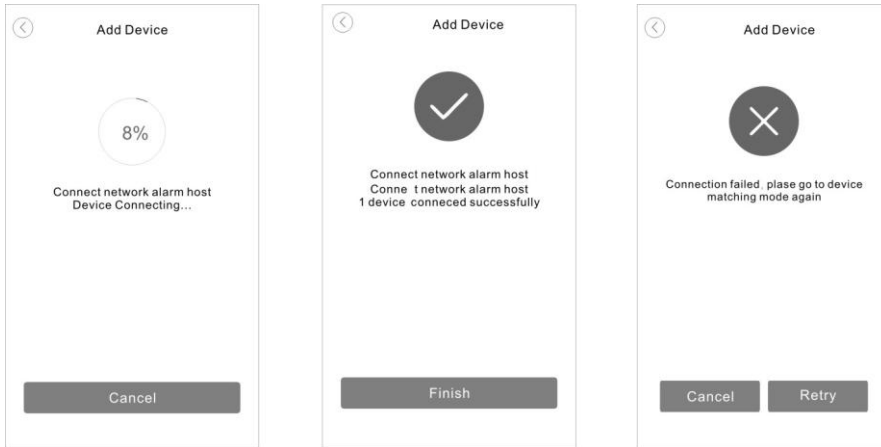 Add Device
8%
Connect network alarm host
Device Connecting...
Cancel
Add Device
Connect network alarm host
Conne t network alarm host
1 device conneced successfully
Finish
Add Device
Connection failed, plase go to device
matching mode again
Cancel
Retry